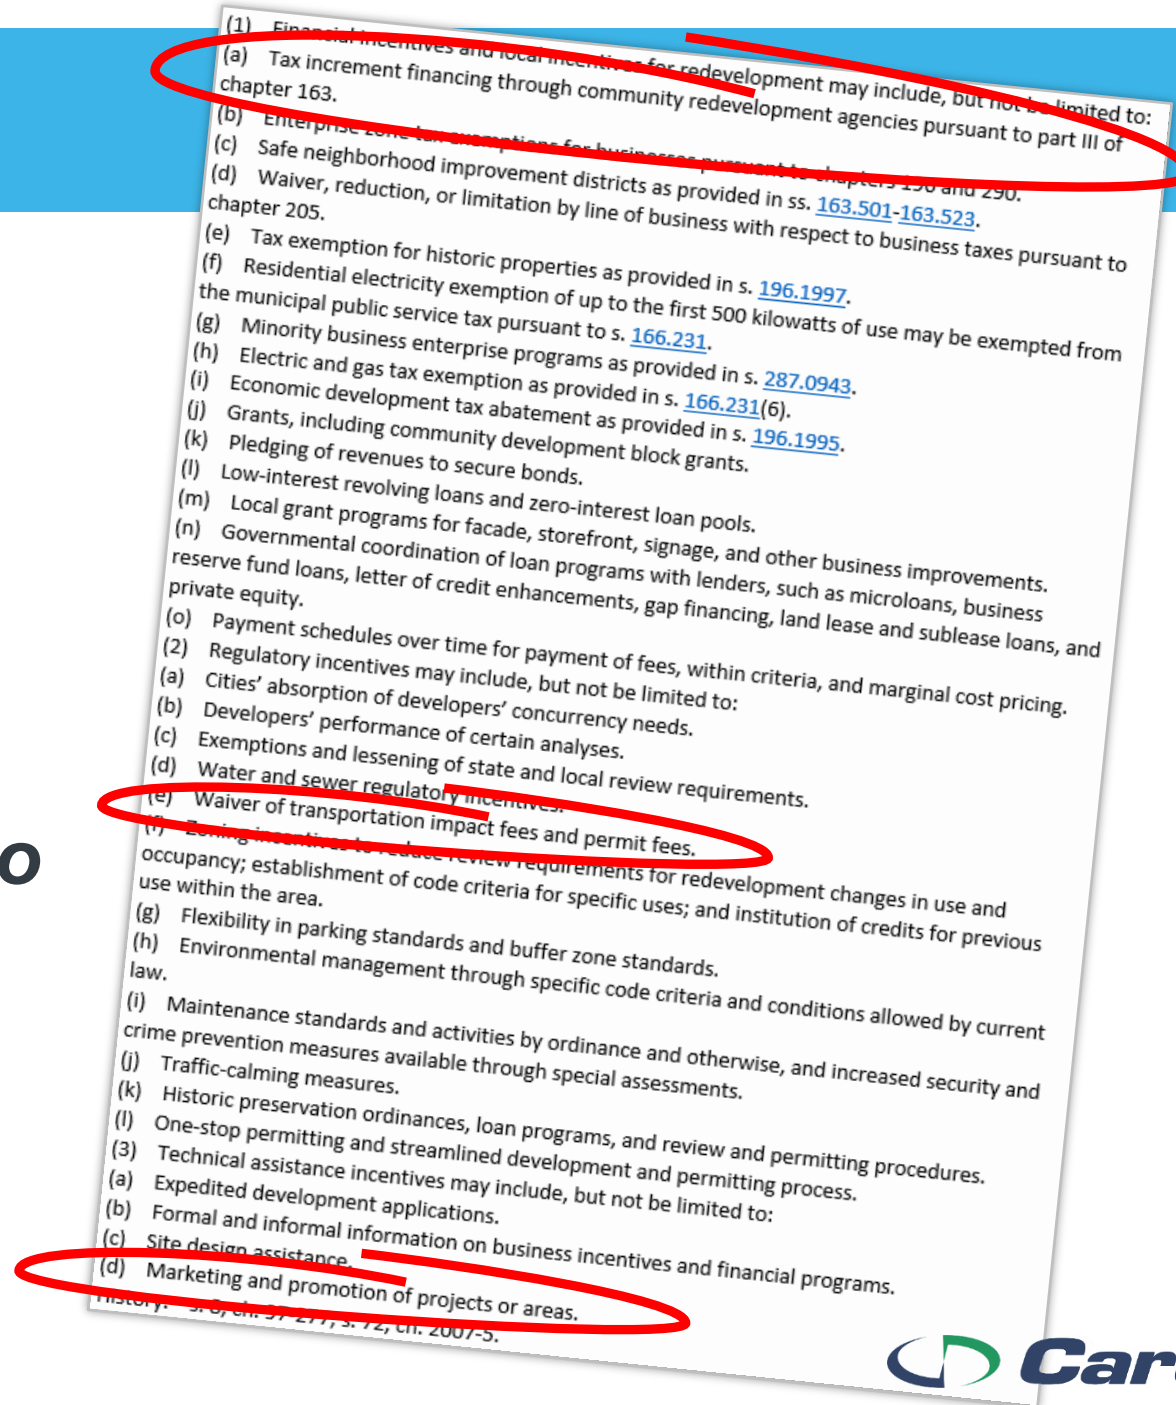 (1) Financial incentives and local incentives for redevelopment may include, but not be limited to:
(a) Tax increment financing through community redevelopment agencies pursuant to part III of
chapter 163.
(b) Enterprise zone tax exemptions for businesses pursuant to chapters 196 and 290.
(c) Safe neighborhood improvement districts as provided in ss. 163.501-163.523.
(d) Waiver, reduction, or limitation by line of business with respect to business taxes pursuant to
chapter 205.
(e) Tax exemption for historic properties as provided in s. 196.1997.
(f) Residential electricity exemption of up to the first 500 kilowatts of use may be exempted from
the municipal public service tax pursuant to s. 166.231.
(g) Minority business enterprise programs as provided in s. 287.0943.
(h) Electric and gas tax exemption as provided in s. 166.231(6).
(i) Economic development tax abatement as provided in s. 196.1995.
(j) Grants, including community development block grants.
(k) Pledging of revenues to secure bonds.
(l) Low-interest revolving loans and zero-interest loan pools.
(m) Local grant programs for facade, storefront, signage, and other business improvements.
(n) Governmental coordination of loan programs with lenders, such as microloans, business
reserve fund loans, letter of credit enhancements, gap financing, land lease and sublease loans, and
private equity.
(o) Payment schedules over time for payment of fees, within criteria, and marginal cost pricing.
(2) Regulatory incentives may include, but not be limited to:
(a) Cities’ absorption of developers’ concurrency needs.
(b) Developers’ performance of certain analyses.
(c) Exemptions and lessening of state and local review requirements.
(d) Water and sewer regulatory incentives.
(e) Waiver of transportation impact fees and permit fees.
(f) Zoning incentives to reduce review requirements for redevelopment changes in use and
occupancy; establishment of code criteria for specific uses; and institution of credits for previous
use within the area.
o
(g) Flexibility in parking standards and buffer zone standards.
(h) Environmental management through specific code criteria and conditions allowed by current
law.
(i) Maintenance standards and activities by ordinance and otherwise, and increased security and
crime prevention measures available through special assessments.
(j) Traffic-calming measures.
(k) Historic preservation ordinances, loan programs, and review and permitting procedures.
(l) One-stop permitting and streamlined development and permitting process.
(3) Technical assistance incentives may include, but not be limited to:
(a) Expedited development applications.
(b) Formal and informal information on business incentives and financial programs.
(c) Site design assistance.
(d) Marketing and promotion of projects or areas.
History.—s. 8, ch. 97-277; s. 72, ch. 2007-5.
Car